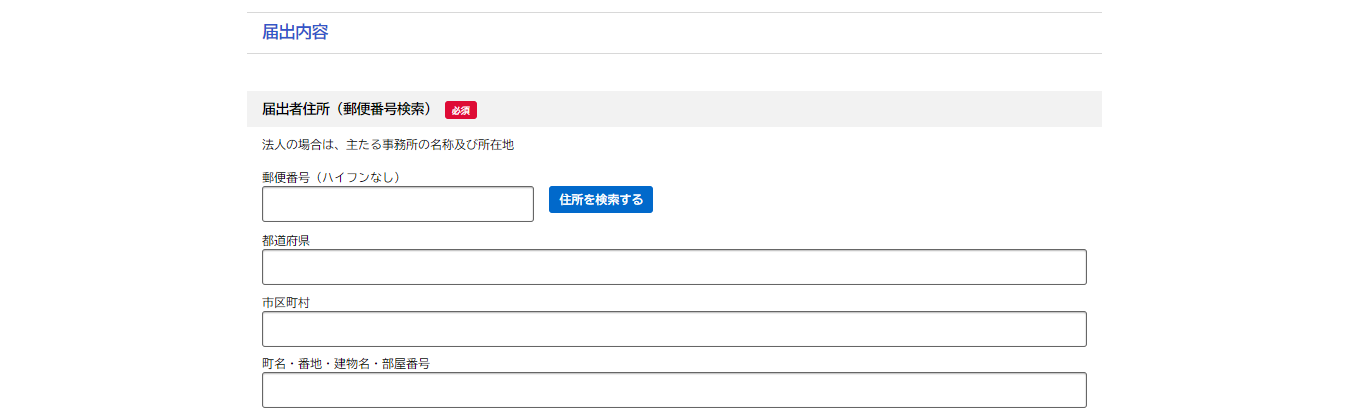 届出内容
届出者住所（郵便番号検索） 必須
法人の場合は、主たる事務所の名称及び所在地
郵便番号（ハイフンなし）
住所を検索する
都道府県
市区町村
町名・番地・建物名・部屋番号